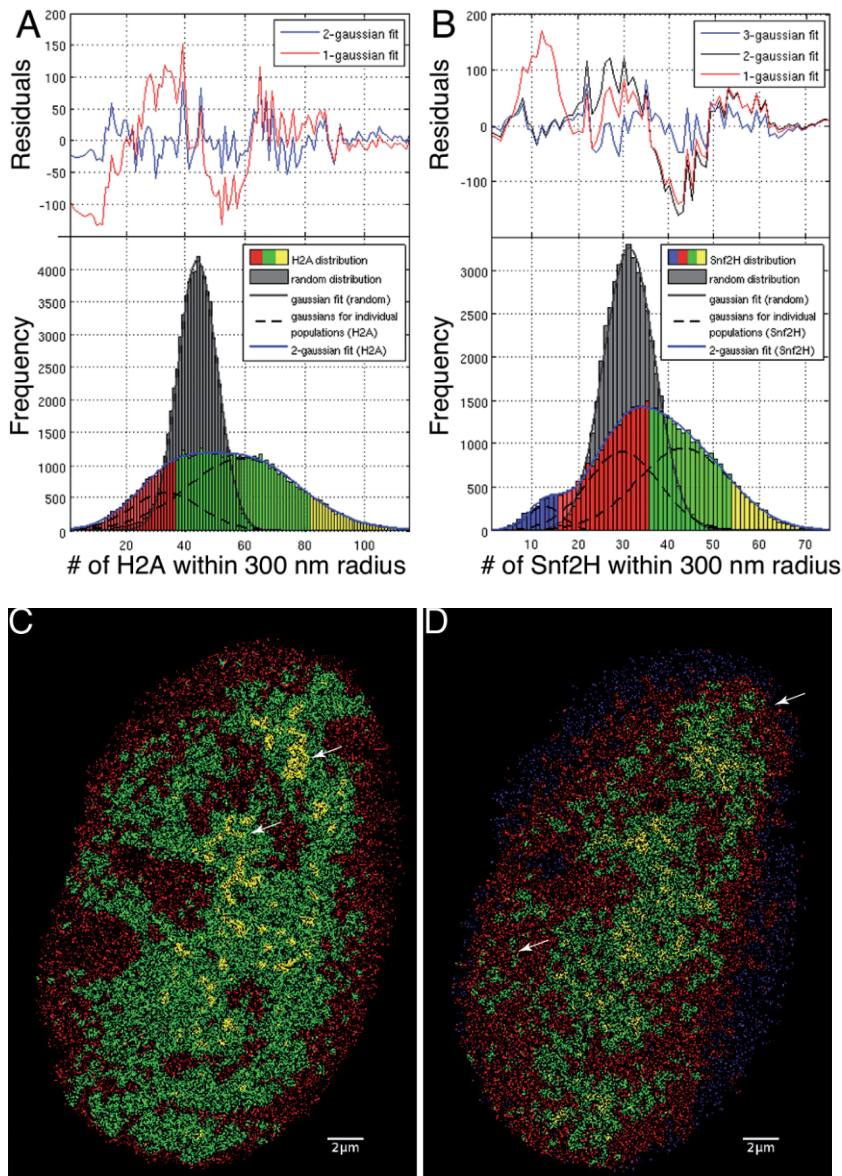 A
200
150
100
50
0
-50
-100
Residuals
2-gaussian fit
1-gaussian fit
4000
3500
3000
2500
2000
1500
1000
500
0
Frequency
H2A distribution
random distribution
gaussian fit (random)
gaussians for individual
populations (H2A)
2-gaussian fit (H2A)
20 40 60 80 100
# of H2A within 300 nm radius
B
200
100
0
-100
Residuals
3-gaussian fit
2-gaussian fit
1-gaussian fit
3000
2500
2000
1500
1000
500
0
Frequency
Snf2H distribution
random distribution
gaussian fit (random)
gaussians for individual
populations (Snf2H)
2-gaussian fit (Snf2H)
10 20 30 40 50 60 70
# of Snf2H within 300 nm radius
C
2µm
D
2µm